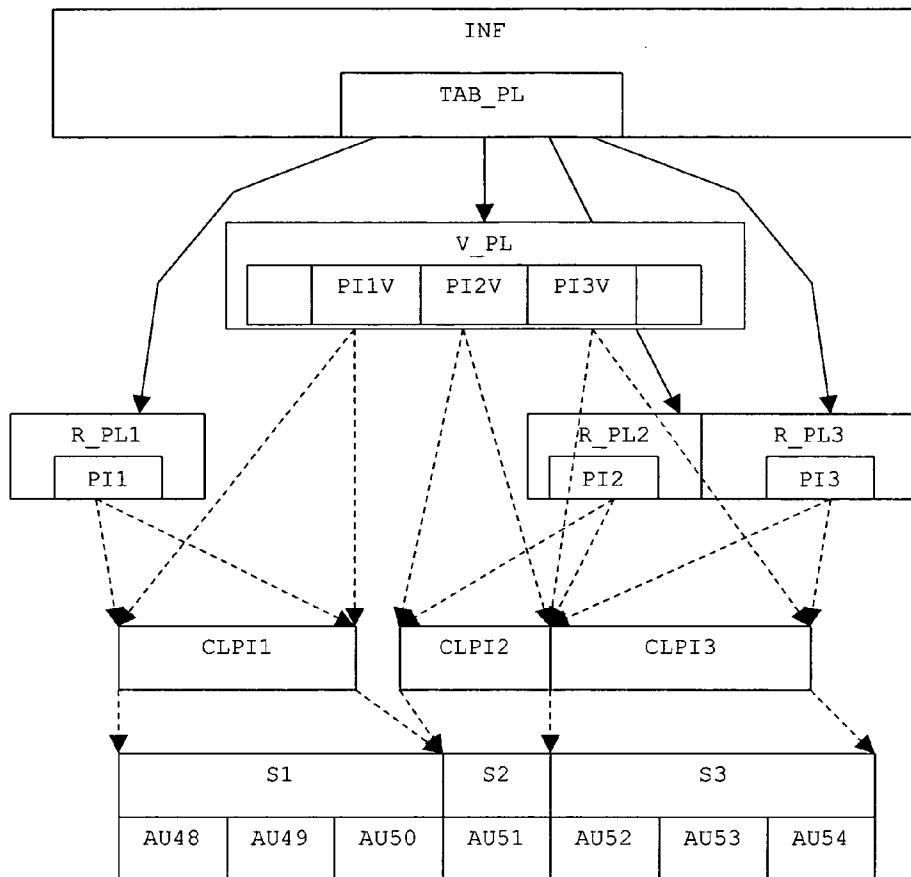 INF
TAB_PL
V_PL
PI1V PI2V PI3V
R_PL1 R_PL2 R_PL3
PI1 PI2 PI3
CLPI1 CLPI2 CLPI3
S1 S2 S3
AU48 AU49 AU50 AU51 AU52 AU53 AU54